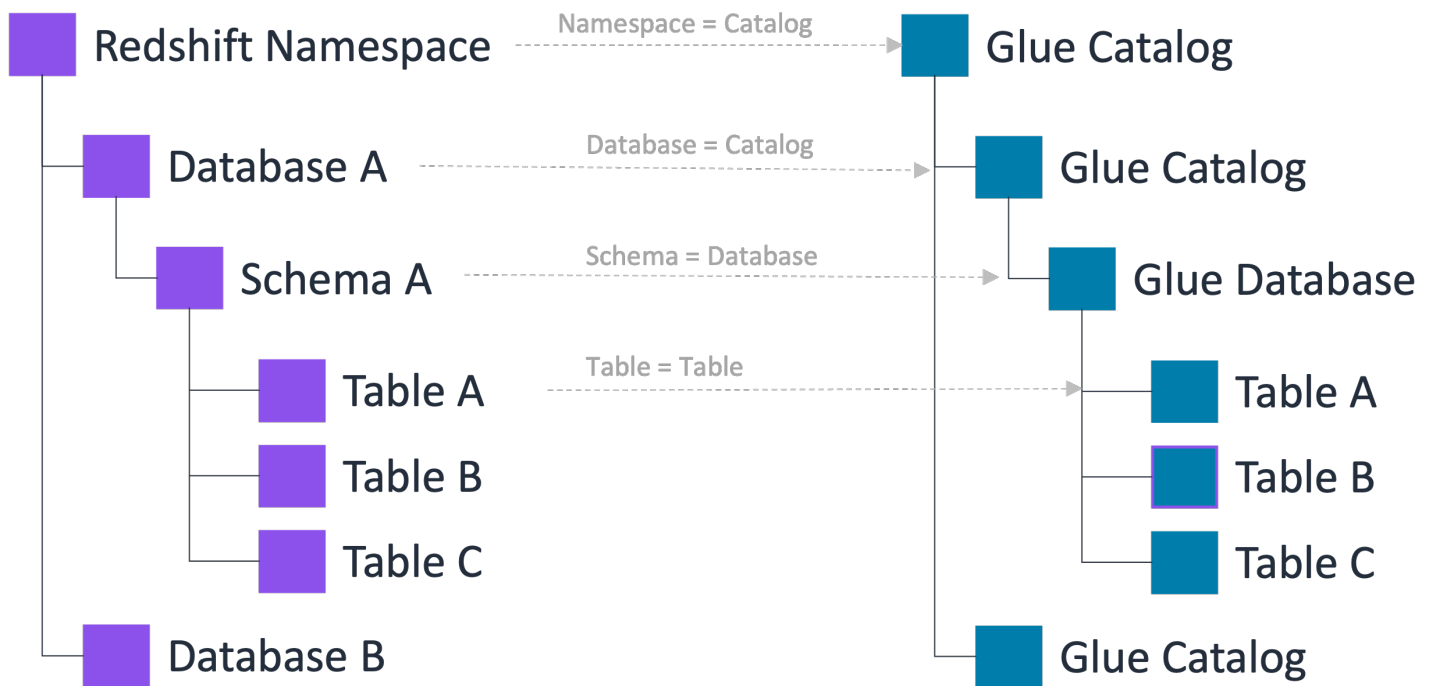 Redshift Namespace
Namespace = Catalog
Glue Catalog
Database A
Database = Catalog
Glue Catalog
Schema A
Schema = Database
Glue Database
Table A
Table = Table
Table A
Table B
Table B
Table C
Table C
Database B
Glue Catalog